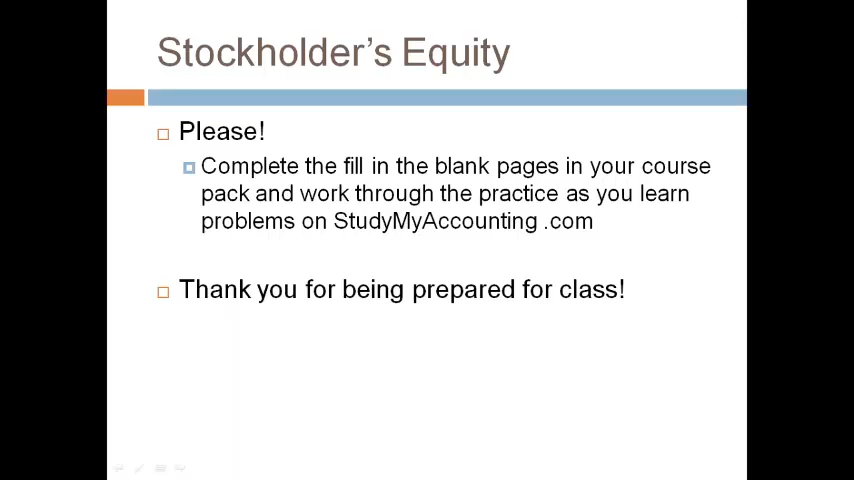 Stockholder's Equity
Please!
Complete the fill in the blank pages in your course
pack and work through the practice as you learn
problems on StudyMyAccounting .com
Thank you for being prepared for class!